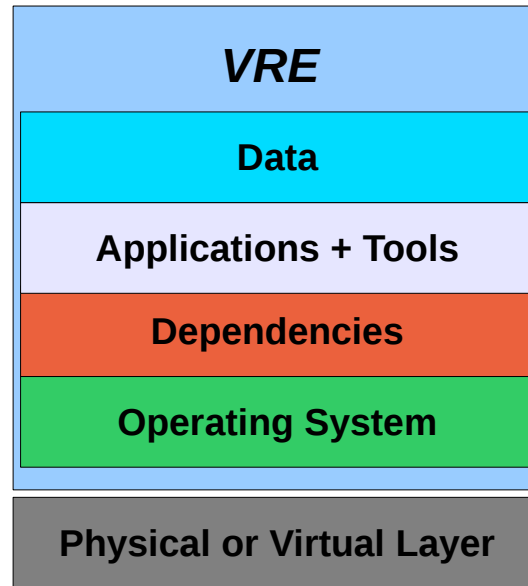 VRE
Data
Applications + Tools
Dependencies
Operating System
Physical or Virtual Layer